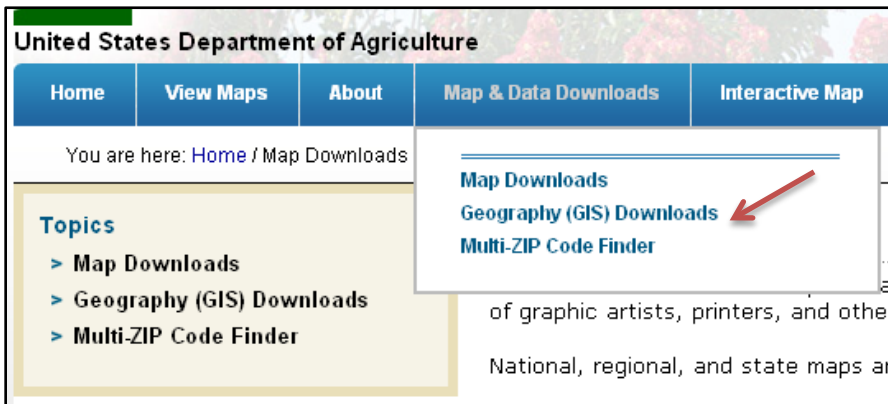 United States Department of Agriculture
Home View Maps About Map & Data Downloads Interactive Map
You are here: Home / Map Downloads
Map Downloads
Geography (GIS) Downloads
Multi-ZIP Code Finder
Topics
> Map Downloads
> Geography (GIS) Downloads
> Multi-ZIP Code Finder
of graphic artists, printers, and othe
National, regional, and state maps a